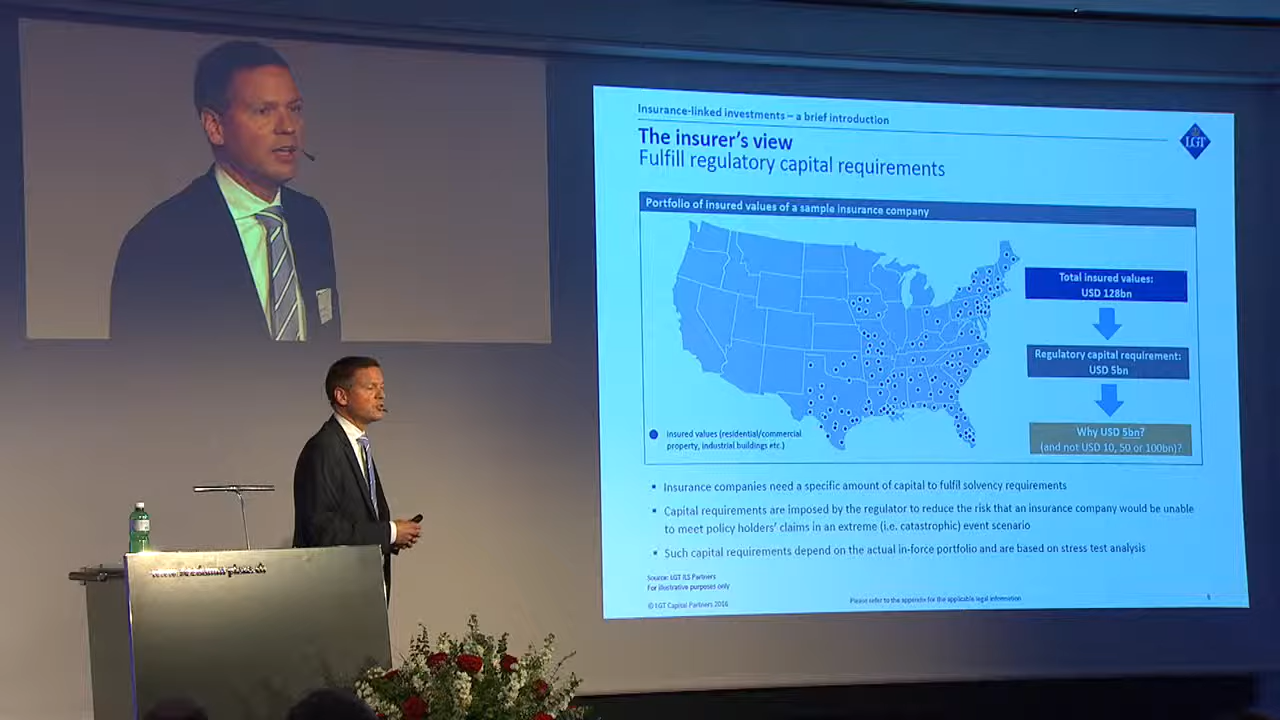 Insurance-linked investments – a brief introduction
The insurer's view
Fulfill regulatory capital requirements
LGT
Portfolio of insured values of a sample insurance company
Total insured values:
USD 128bn
Regulatory capital requirement:
USD 5bn
Why USD 5bn?
(and not USD 10, 50 or 100bn)?
insured values (residential/commercial
property, industrial buildings etc.)
▪ Insurance companies need a specific amount of capital to fulfil solvency requirements
▪ Capital requirements are imposed by the regulator to reduce the risk that an insurance company would be unable
to meet policy holders' claims in an extreme (i.e. catastrophic) event scenario
▪ Such capital requirements depend on the actual in-force portfolio and are based on stress test analysis
Source: LGT ILS Partners
For illustrative purposes only
© LGT Capital Partners 2016
Please refer to the appendix for the applicable legal information